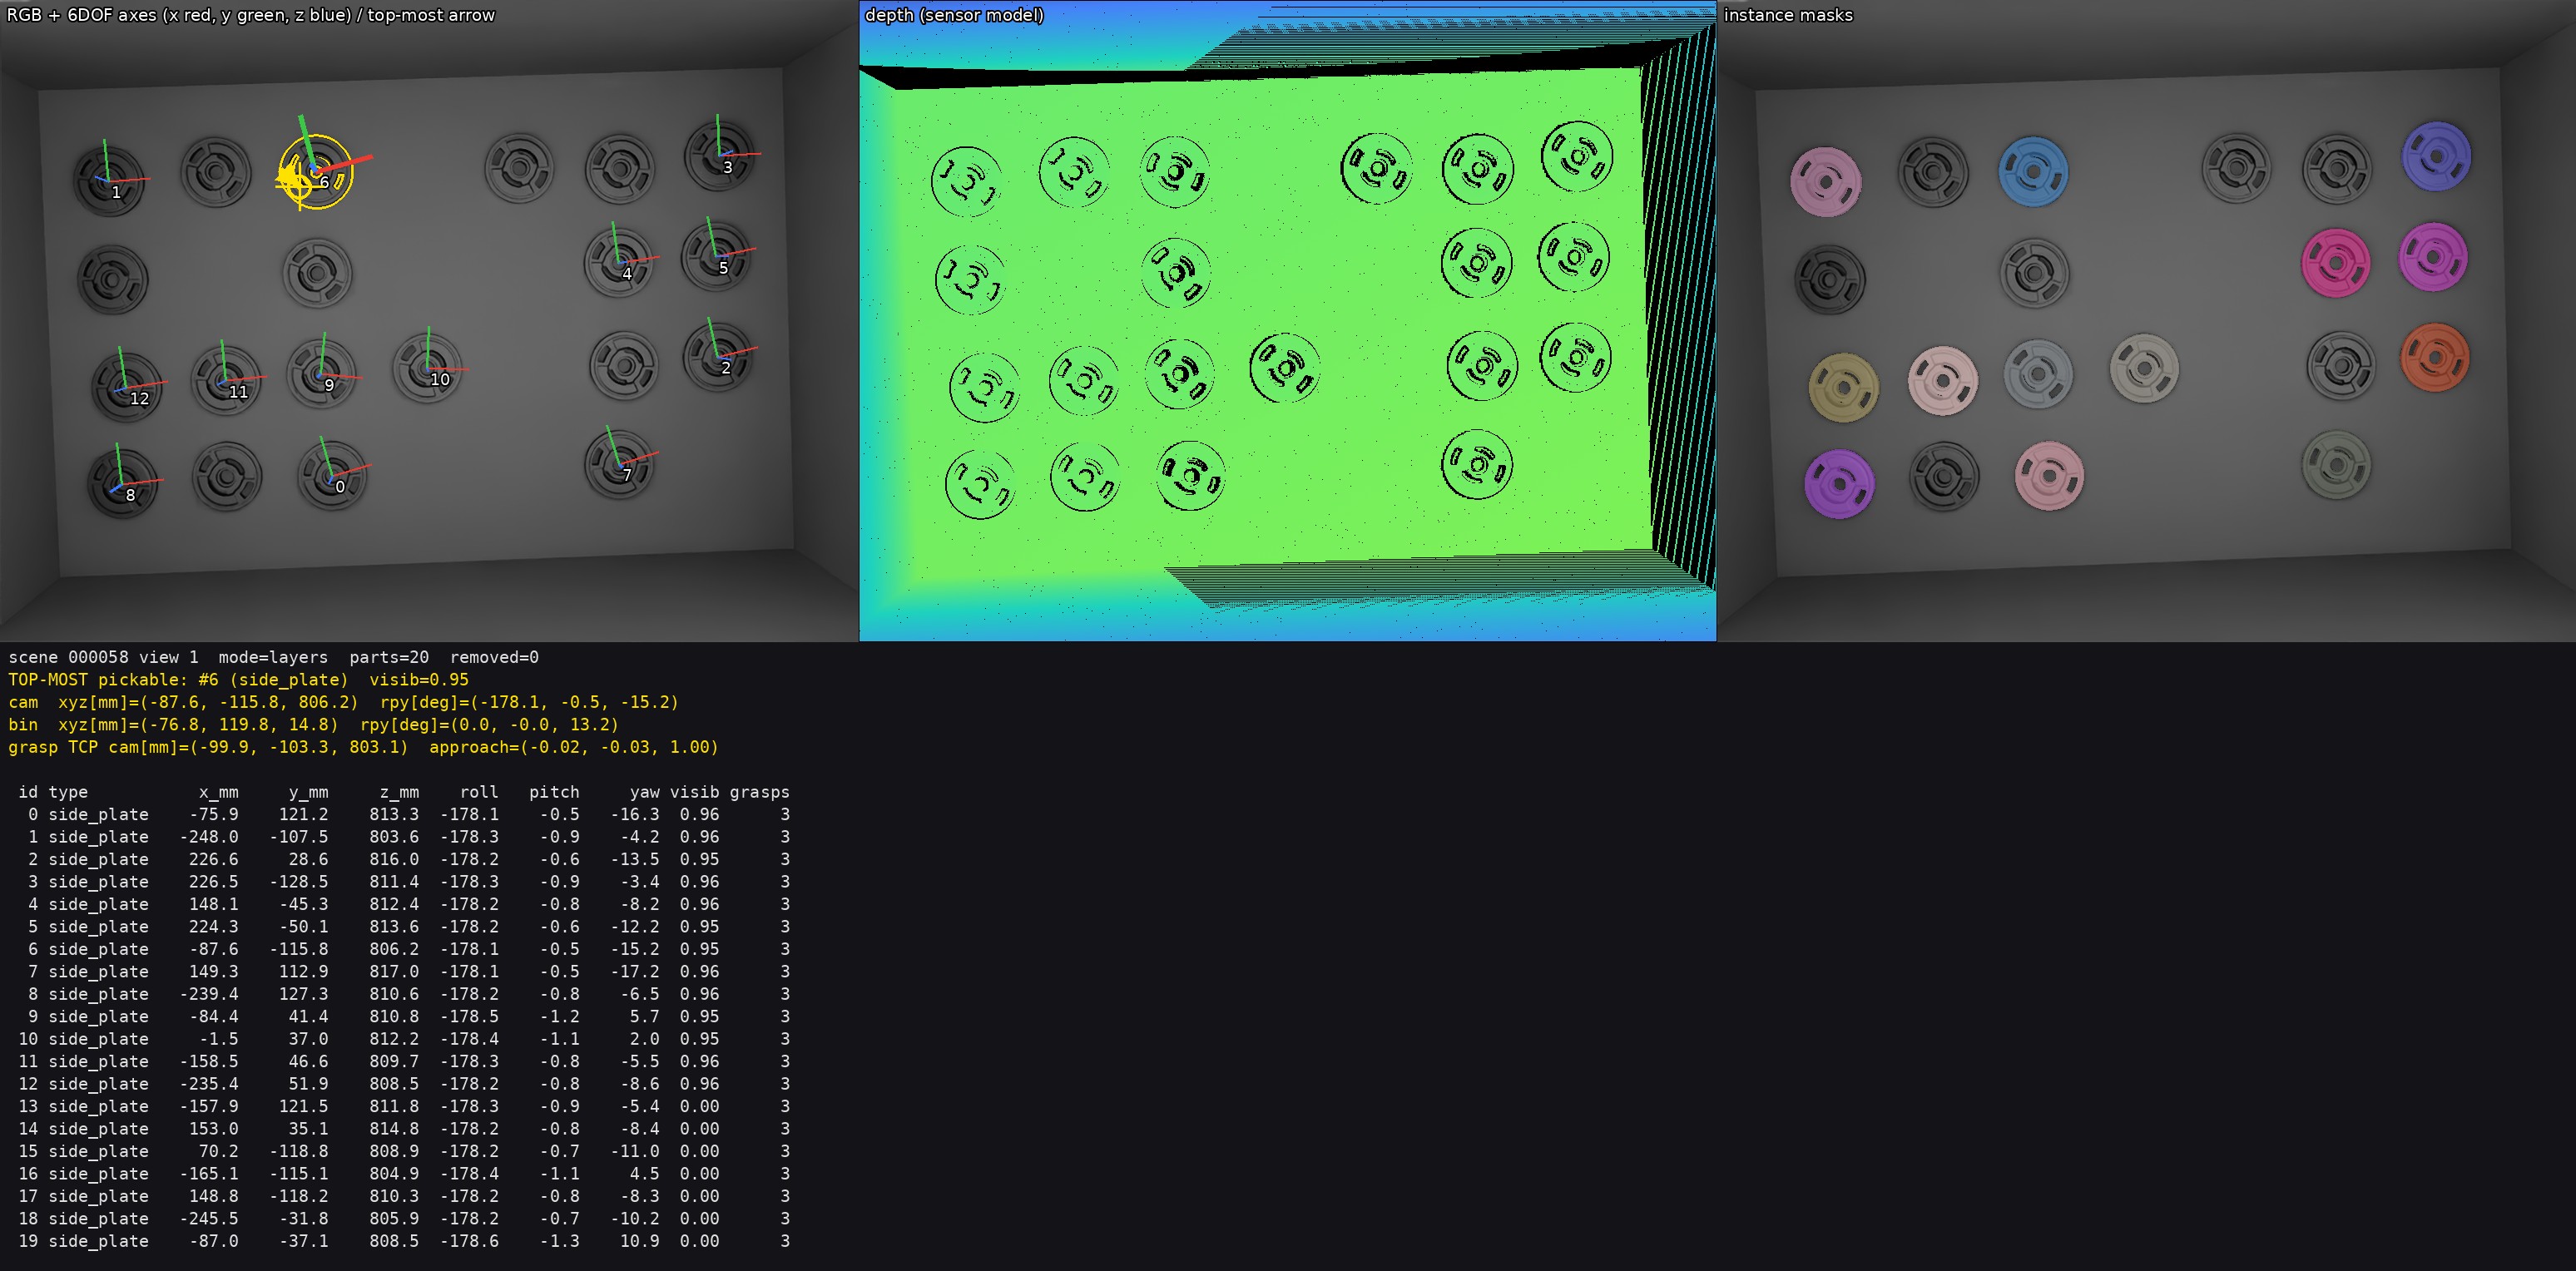 RGB + 6DOF axes (x red, y green, z blue) / top-most arrow
depth (sensor model)
instance masks
1
6
3
4
5
12
11
9
10
2
8
0
7
scene 000058 view 1  mode=layers  parts=20  removed=0
TOP-MOST pickable: #6 (side_plate)  visib=0.95
cam  xyz[mm]=(-87.6, -115.8, 806.2)  rpy[deg]=(-178.1, -0.5, -15.2)
bin  xyz[mm]=(-76.8, 119.8, 14.8)  rpy[deg]=(0.0, -0.0, 13.2)
grasp TCP cam[mm]=(-99.9, -103.3, 803.1)  approach=(-0.02, -0.03, 1.00)
id type x_mm y_mm z_mm roll pitch yaw visib grasps
0 side_plate -75.9 121.2 813.3 -178.1 -0.5 -16.3 0.96 3
1 side_plate -248.0 -107.5 803.6 -178.3 -0.9 -4.2 0.96 3
2 side_plate 226.6 28.6 816.0 -178.2 -0.6 -13.5 0.95 3
3 side_plate 226.5 -128.5 811.4 -178.3 -0.9 -3.4 0.96 3
4 side_plate 148.1 -45.3 812.4 -178.2 -0.8 -8.2 0.96 3
5 side_plate 224.3 -50.1 813.6 -178.2 -0.6 -12.2 0.95 3
6 side_plate -87.6 -115.8 806.2 -178.1 -0.5 -15.2 0.95 3
7 side_plate 149.3 112.9 817.0 -178.1 -0.5 -17.2 0.96 3
8 side_plate -239.4 127.3 810.6 -178.2 -0.8 -6.5 0.96 3
9 side_plate -84.4 41.4 810.8 -178.5 -1.2 5.7 0.95 3
10 side_plate -1.5 37.0 812.2 -178.4 -1.1 2.0 0.95 3
11 side_plate -158.5 46.6 809.7 -178.3 -0.8 -5.5 0.96 3
12 side_plate -235.4 51.9 808.5 -178.2 -0.8 -8.6 0.96 3
13 side_plate -157.9 121.5 811.8 -178.3 -0.9 -5.4 0.00 3
14 side_plate 153.0 35.1 814.8 -178.2 -0.8 -8.4 0.00 3
15 side_plate 70.2 -118.8 808.9 -178.2 -0.7 -11.0 0.00 3
16 side_plate -165.1 -115.1 804.9 -178.4 -1.1 4.5 0.00 3
17 side_plate 148.8 -118.2 810.3 -178.2 -0.8 -8.3 0.00 3
18 side_plate -245.5 -31.8 805.9 -178.2 -0.7 -10.2 0.00 3
19 side_plate -87.0 -37.1 808.5 -178.6 -1.3 10.9 0.00 3